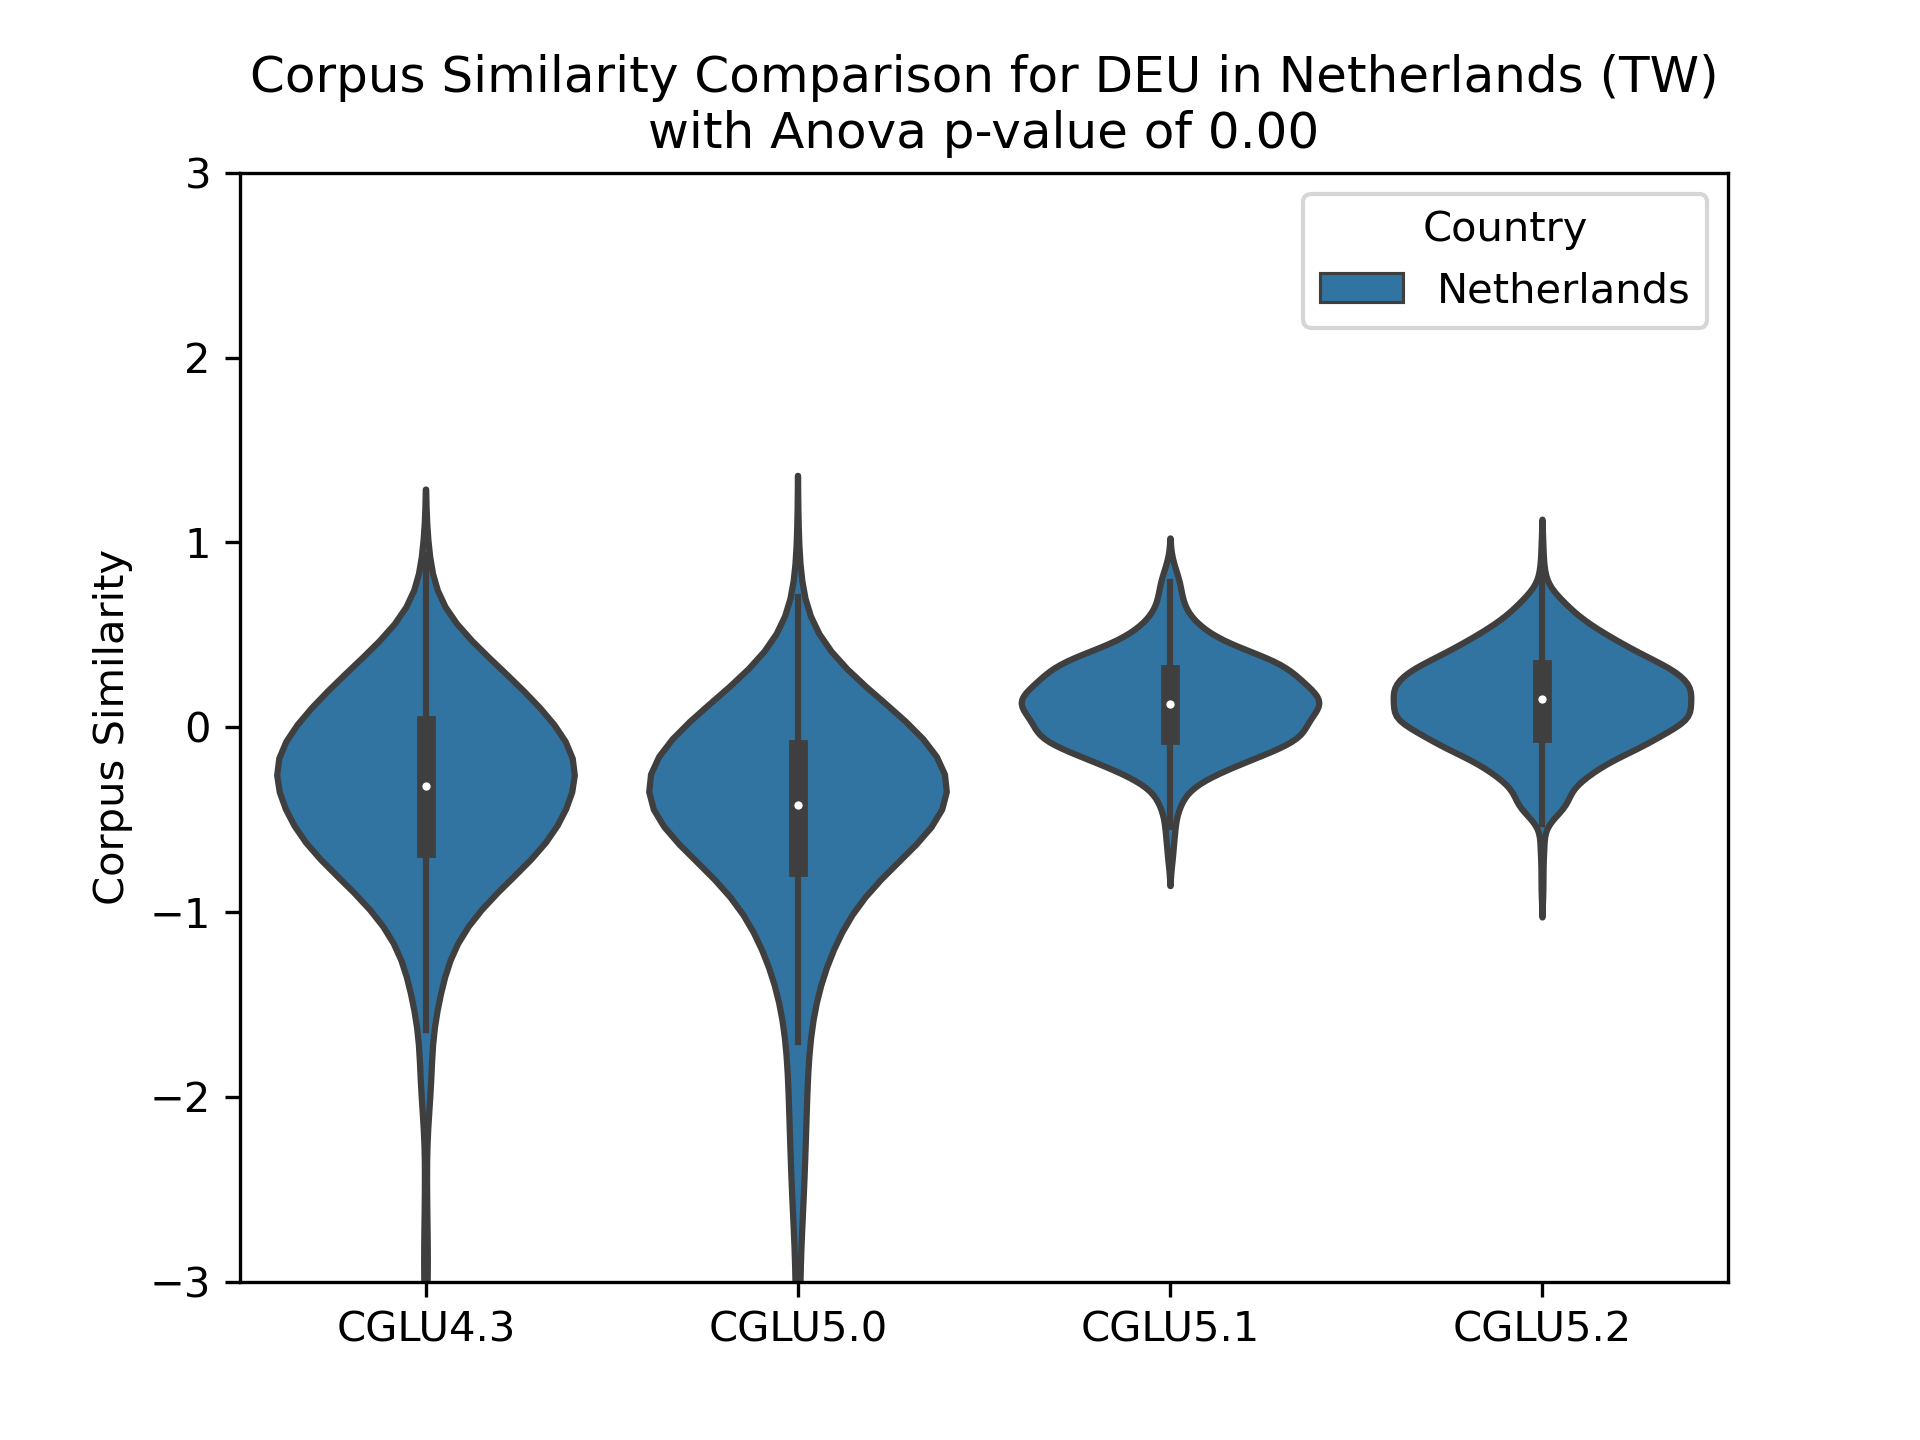 Corpus Similarity Comparison for DEU in Netherlands (TW)
with Anova p-value of 0.00
Country
Netherlands
Corpus Similarity
3
2
1
0
−1
−2
−3
CGLU4.3
CGLU5.0
CGLU5.1
CGLU5.2